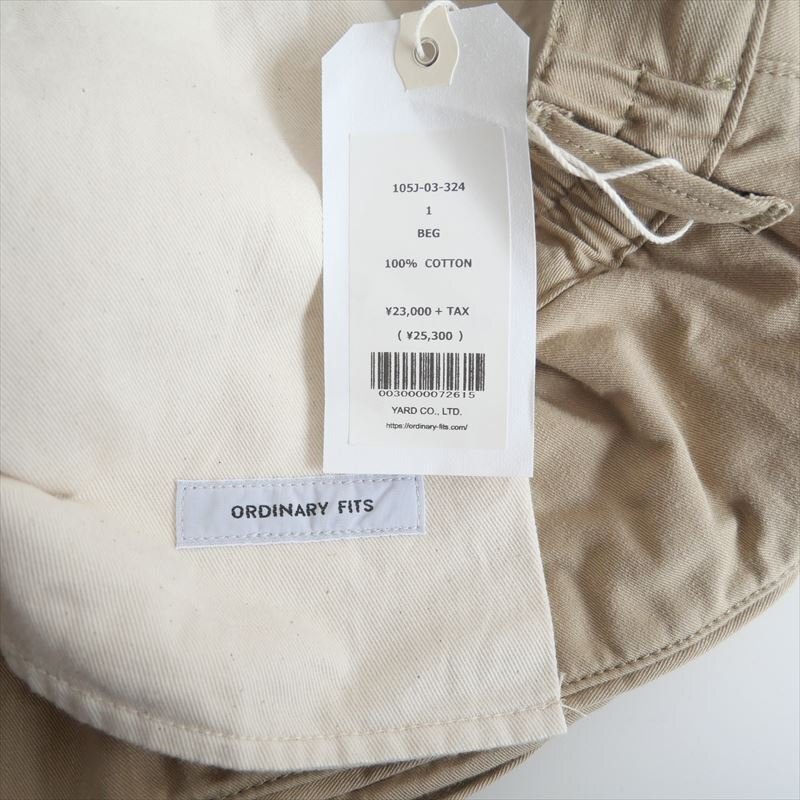 105J-03-324
1
BEG
100% COTTON
¥23,000 + TAX
( ¥25,300 )
0030000072615
YARD CO., LTD.
https://ordinary-fits.com/
ORDINARY FITS